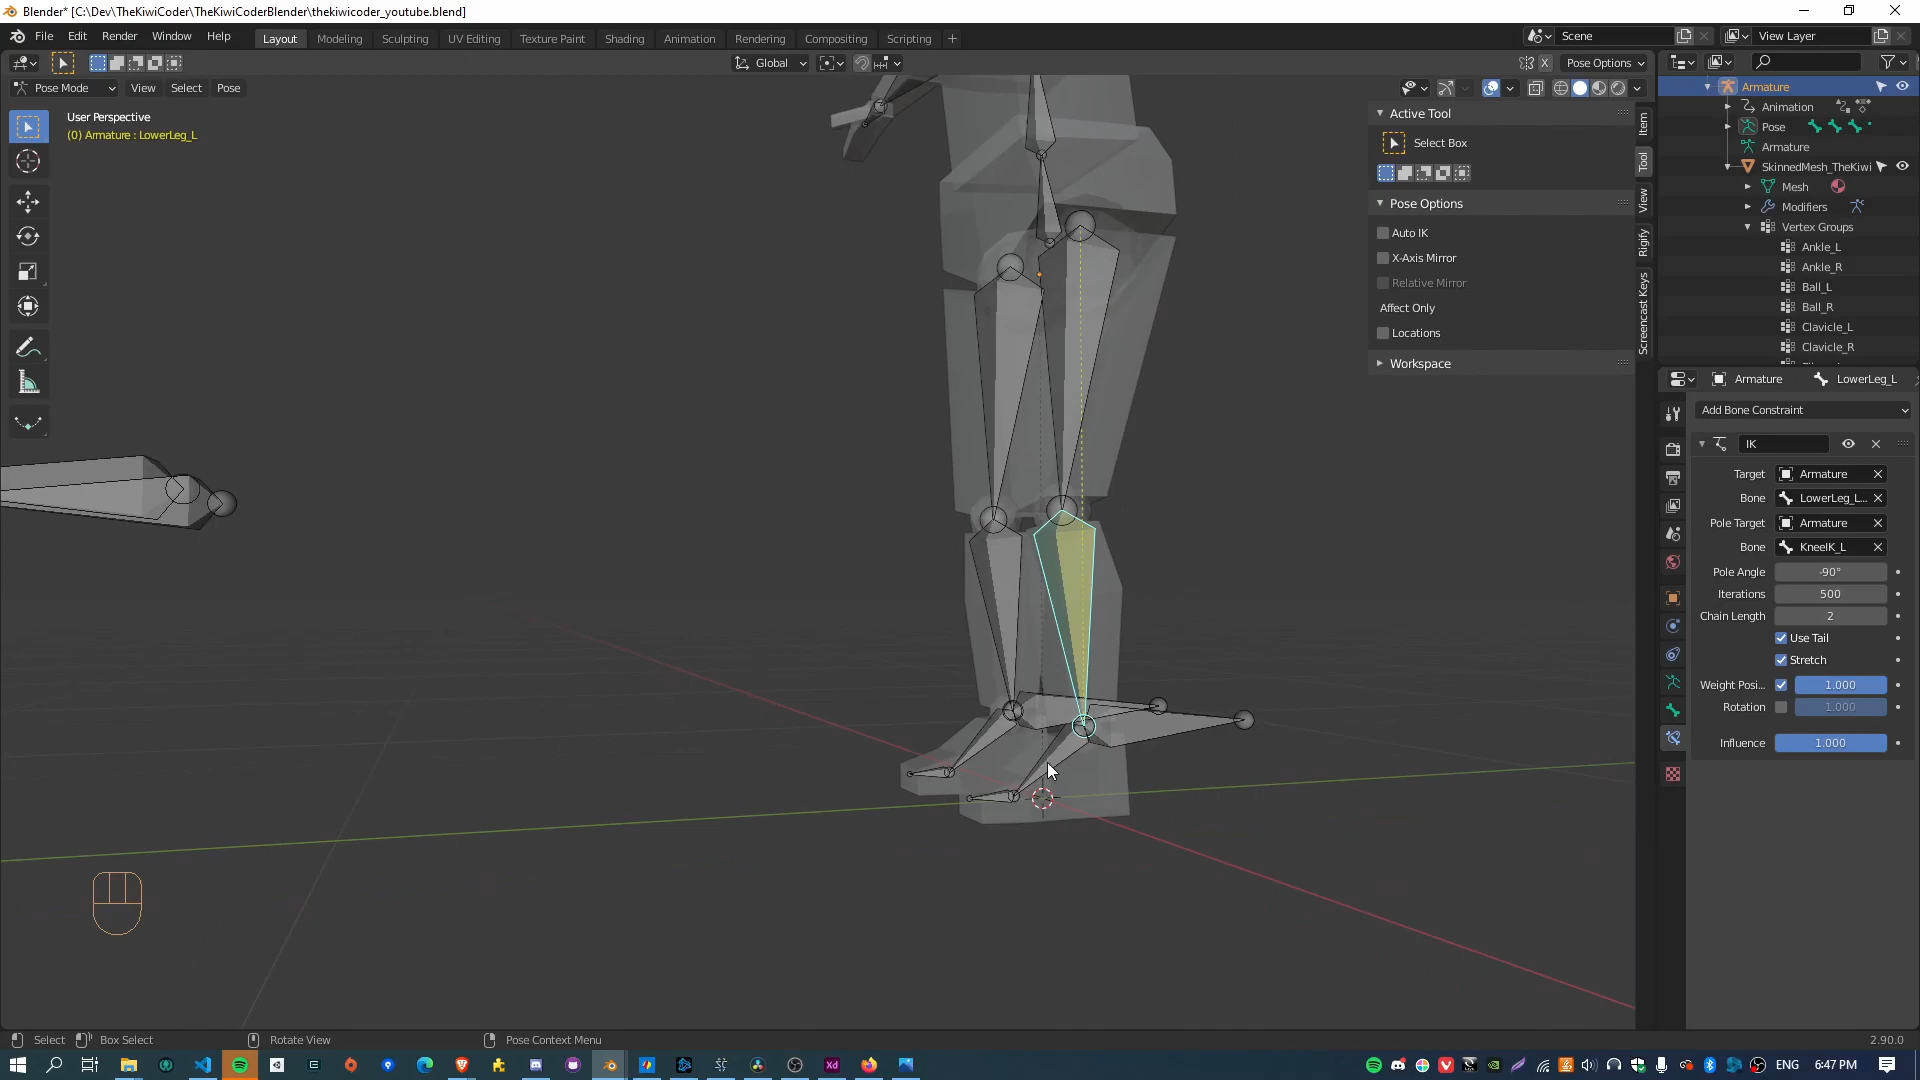 Blender* [C:\Dev\TheKiwiCoder\TheKiwiCoderBlender\thekiwicoder_youtube.blend]
File Edit Render Window Help Layout Modeling Sculpting UV Editing Texture Paint Shading Animation Rendering Compositing Scripting + Scene View Layer
Global X Pose Options
Pose Mode View Select Pose
User Perspective
(0) Armature : LowerLeg_L
Active Tool
Select Box
Pose Options
Auto IK
X-Axis Mirror
Relative Mirror
Affect Only
Locations
Workspace
Item
Tool
View
Rigify
Screencast Keys
Armature
Animation
Pose
Armature
SkinnedMesh_TheKiwi
Mesh
Modifiers
Vertex Groups
Ankle_L
Ankle_R
Ball_L
Ball_R
Clavicle_L
Clavicle_R
Armature LowerLeg_L
Add Bone Constraint
IK
Target Armature
Bone LowerLeg_L...
Pole Target Armature
Bone KneeIK_L
Pole Angle -90°
Iterations 500
Chain Length 2
Use Tail
Stretch
Weight Posi... 1.000
Rotation 1.000
Influence 1.000
Select Box Select Rotate View Pose Context Menu 2.90.0
Xd ENG 6:47 PM